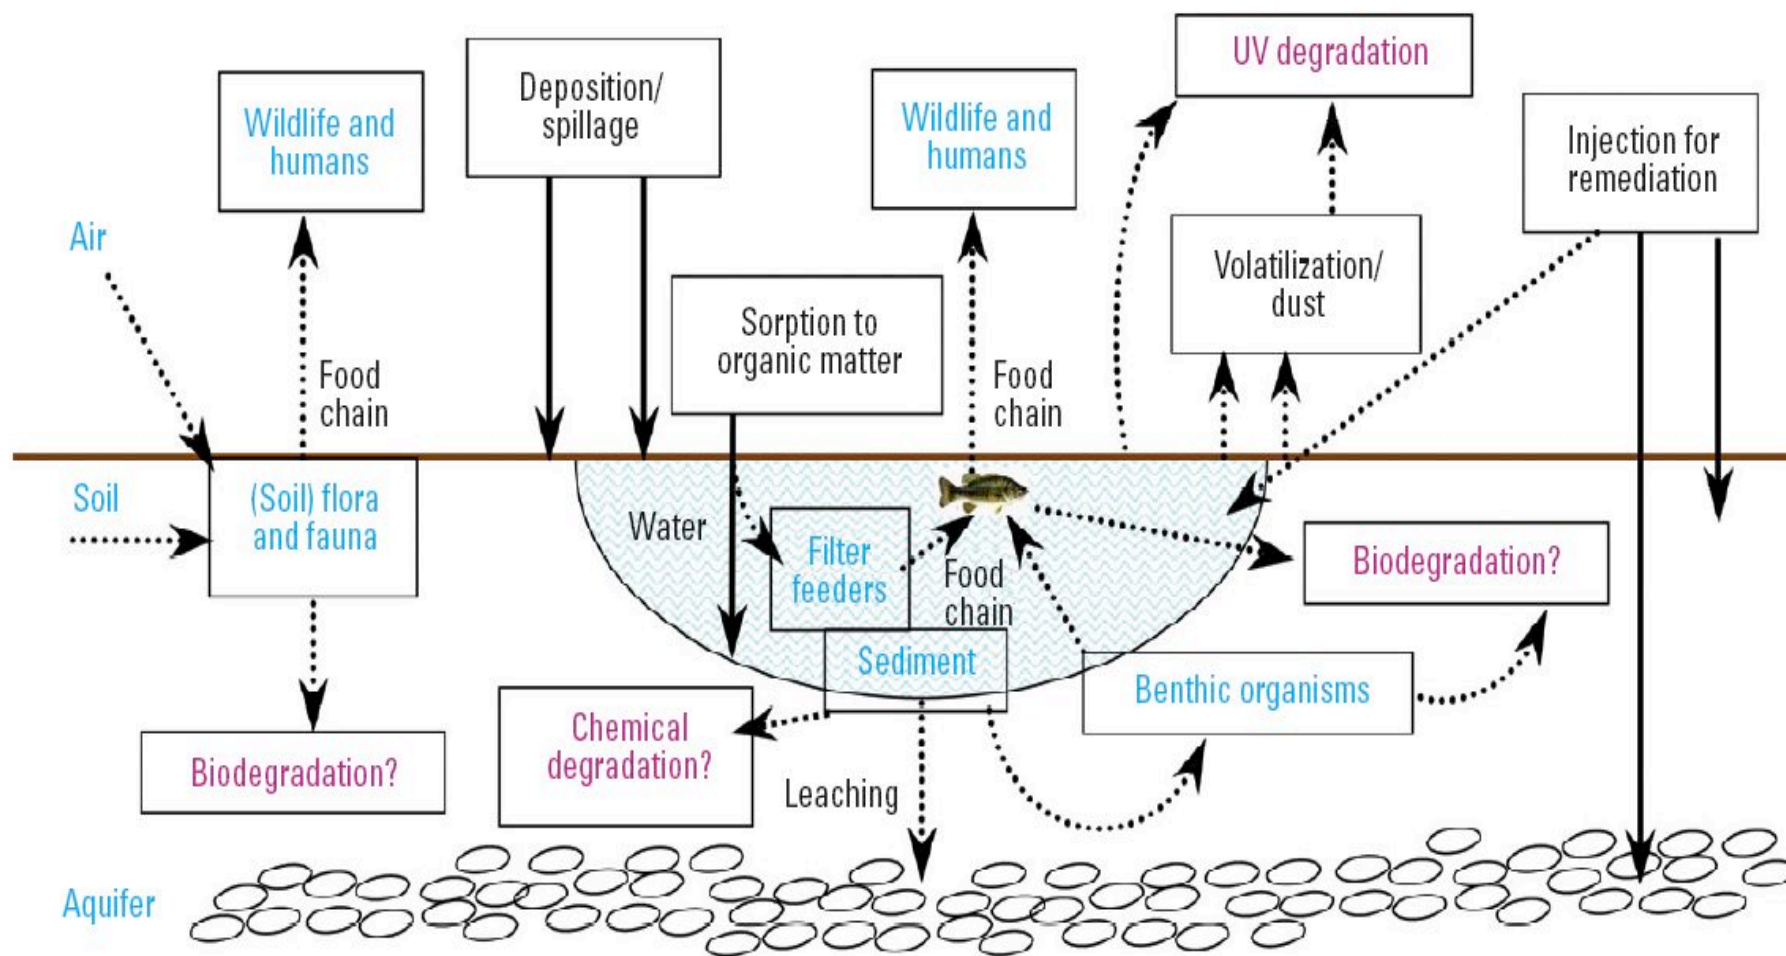 UV degradation
Deposition/
spillage
Wildlife and
humans
Wildlife and
humans
Injection for
remediation
Air
Volatilization/
dust
Sorption to
organic matter
Food
chain
Food
chain
Soil
(Soil) flora
and fauna
Water
Filter
feeders
Food
chain
Biodegradation?
Sediment
Benthic organisms
Chemical
degradation?
Biodegradation?
Leaching
Aquifer